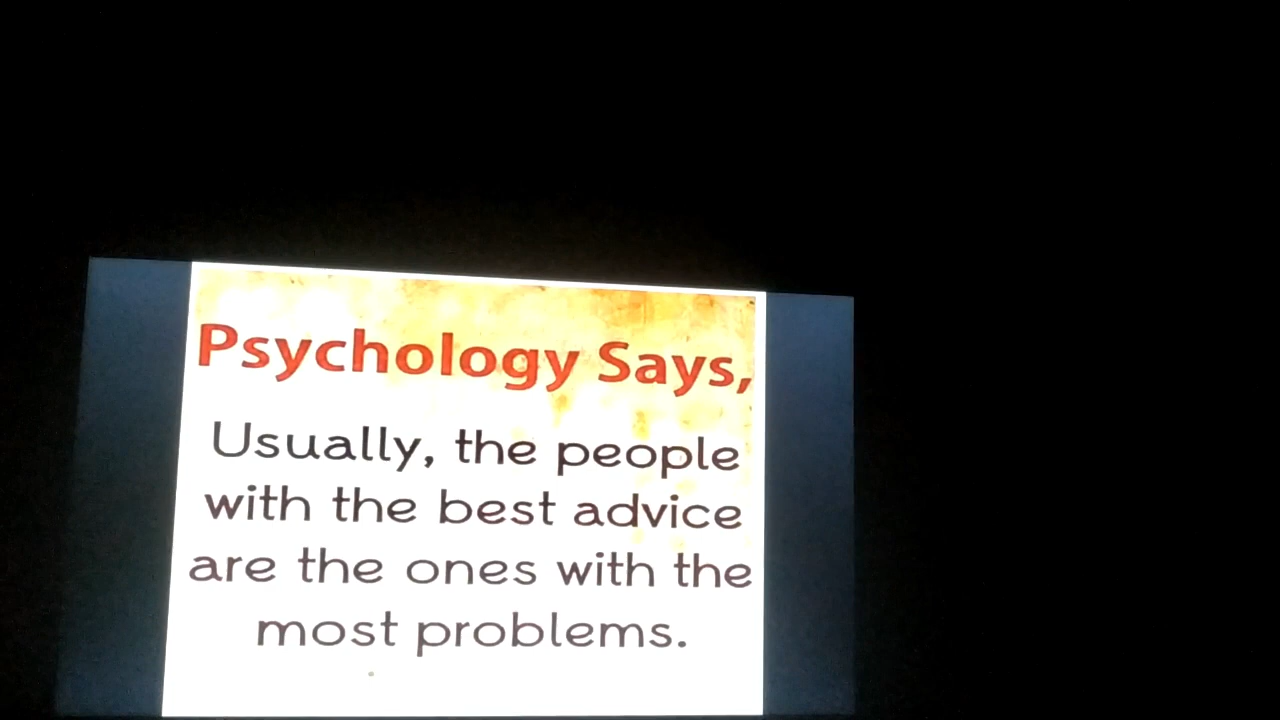 Psychology Says,
Usually, the people
with the best advice
are the ones with the
most problems.